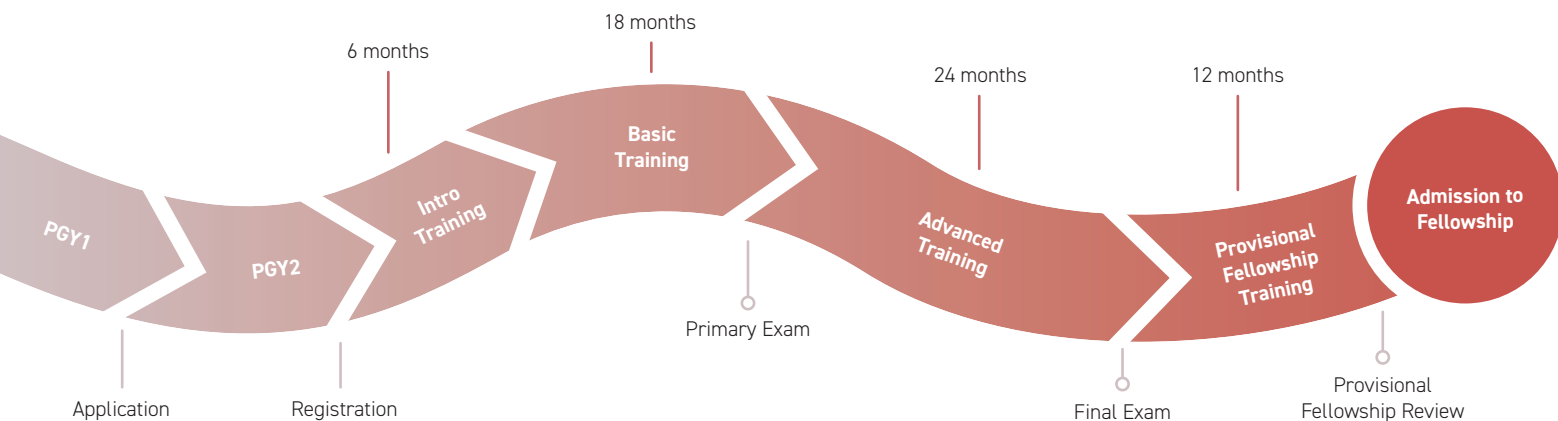 18 months
6 months
24 months
12 months
PGY1
PGY2
Intro
Training
Basic
Training
Advanced
Training
Provisional
Fellowship
Training
Admission to
Fellowship
Application
Registration
Primary Exam
Final Exam
Provisional
Fellowship Review